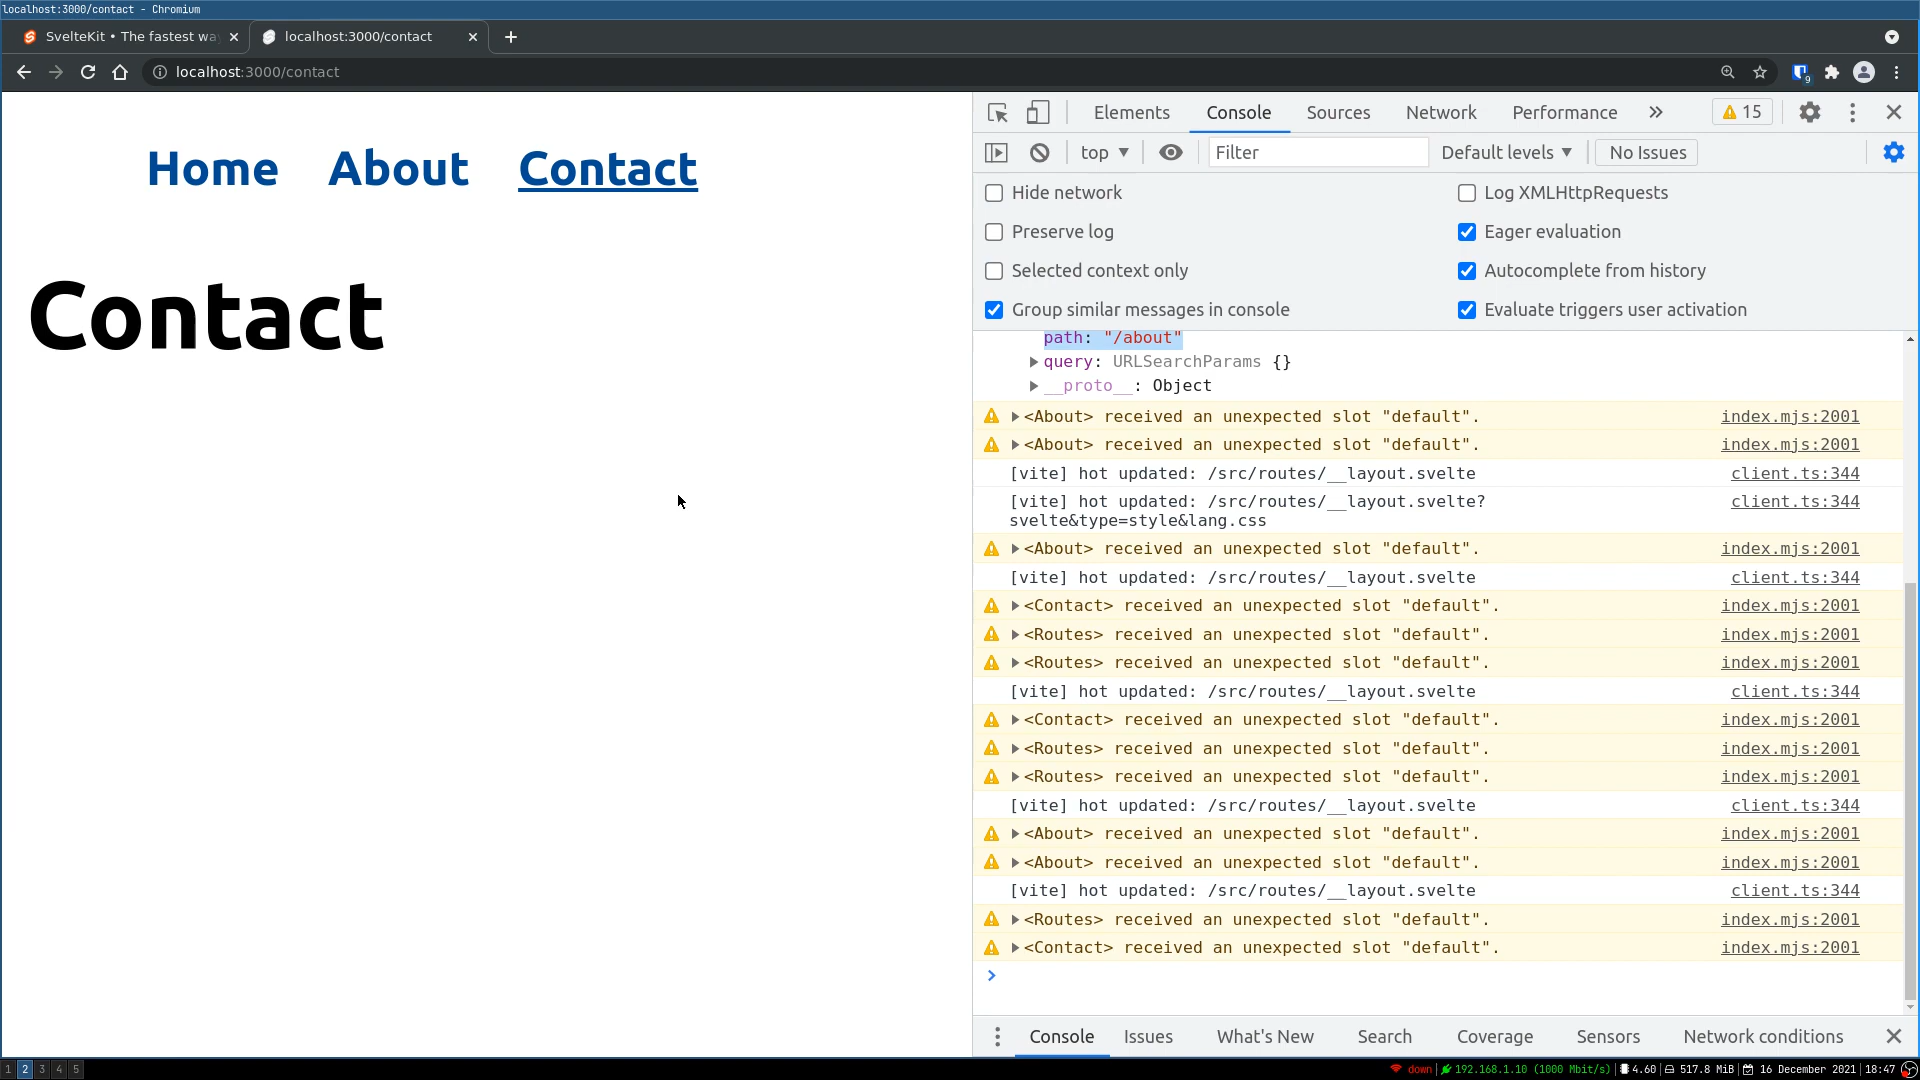 localhost:3000/contact - Chromium
SvelteKit • The fastest wa
localhost:3000/contact
localhost:3000/contact
9
Home About Contact
Contact
Elements Console Sources Network Performance 15
top Filter Default levels No Issues
Hide network
Log XMLHttpRequests
Preserve log
Eager evaluation
Selected context only
Autocomplete from history
Group similar messages in console
Evaluate triggers user activation
path: "/about"
query: URLSearchParams {}
__proto__: Object
<About> received an unexpected slot "default". index.mjs:2001
<About> received an unexpected slot "default". index.mjs:2001
[vite] hot updated: /src/routes/__layout.svelte client.ts:344
[vite] hot updated: /src/routes/__layout.svelte? client.ts:344
svelte&type=style&lang.css
<About> received an unexpected slot "default". index.mjs:2001
[vite] hot updated: /src/routes/__layout.svelte client.ts:344
<Contact> received an unexpected slot "default". index.mjs:2001
<Routes> received an unexpected slot "default". index.mjs:2001
<Routes> received an unexpected slot "default". index.mjs:2001
[vite] hot updated: /src/routes/__layout.svelte client.ts:344
<Contact> received an unexpected slot "default". index.mjs:2001
<Routes> received an unexpected slot "default". index.mjs:2001
<Routes> received an unexpected slot "default". index.mjs:2001
[vite] hot updated: /src/routes/__layout.svelte client.ts:344
<About> received an unexpected slot "default". index.mjs:2001
<About> received an unexpected slot "default". index.mjs:2001
[vite] hot updated: /src/routes/__layout.svelte client.ts:344
<Routes> received an unexpected slot "default". index.mjs:2001
<Contact> received an unexpected slot "default". index.mjs:2001
Console Issues What's New Search Coverage Sensors Network conditions
1 2 3 4 5
down 192.168.1.10 (1000 Mbit/s) 4.60 517.8 MiB 16 December 2021 18:47